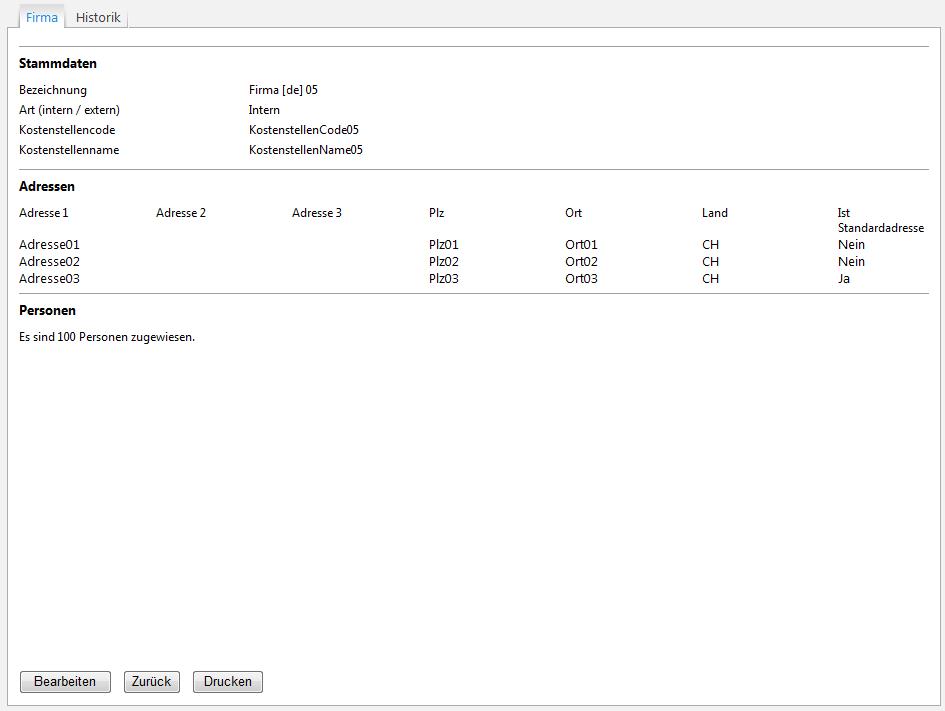 Firma Historik
Stammdaten
Bezeichnung Firma [de] 05
Art (intern / extern) Intern
Kostenstellencode KostenstellenCode05
Kostenstellenname KostenstellenName05
Adressen
Adresse 1 Adresse 2 Adresse 3 Plz Ort Land Ist
Standardadresse
Adresse01 Plz01 Ort01 CH Nein
Adresse02 Plz02 Ort02 CH Nein
Adresse03 Plz03 Ort03 CH Ja
Personen
Es sind 100 Personen zugewiesen.
Bearbeiten Zurück Drucken